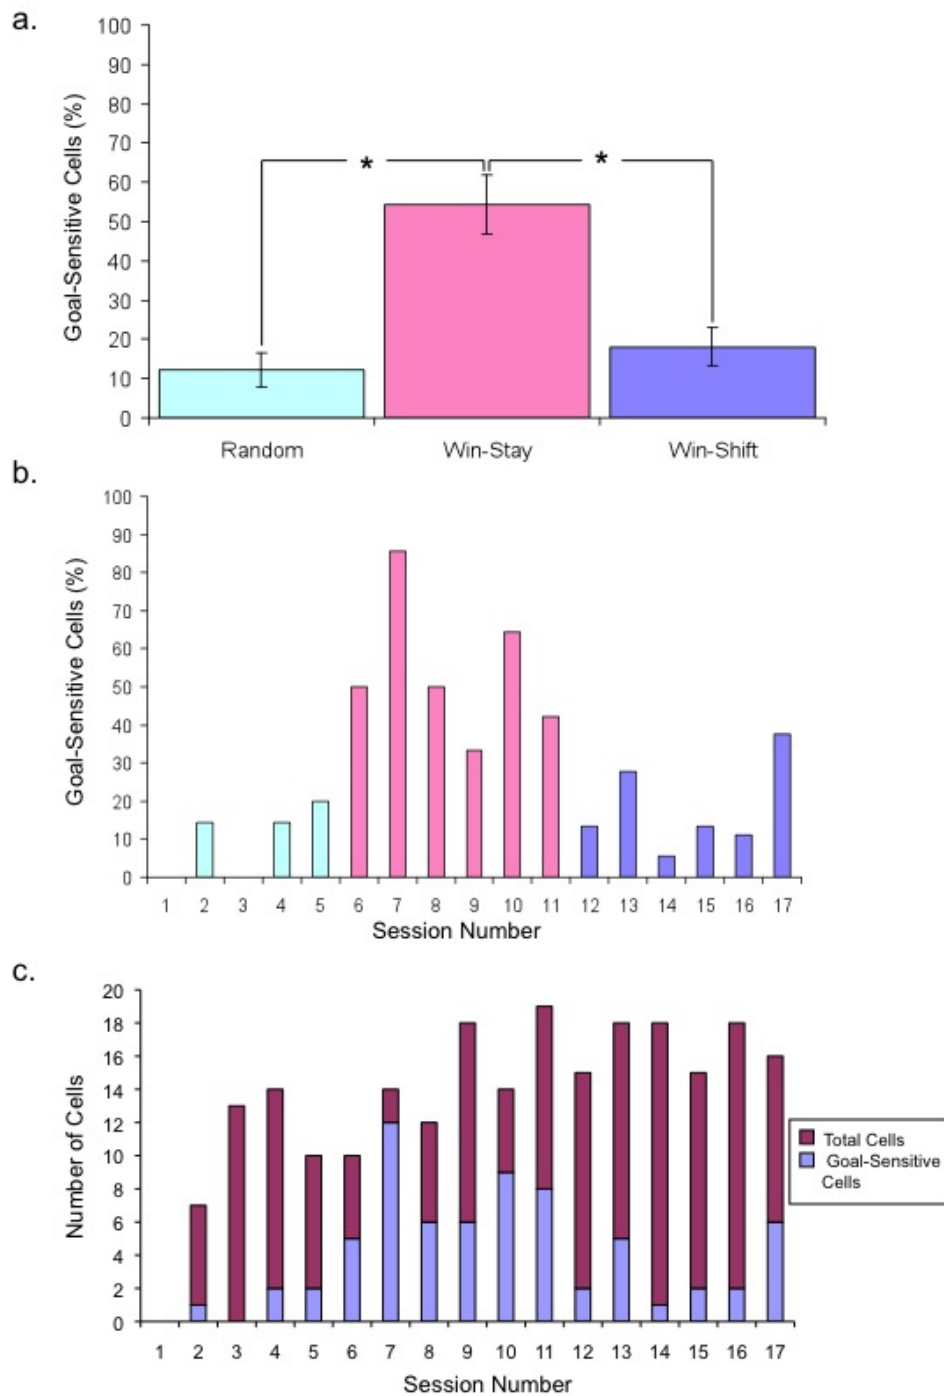 a.
100
90
80
70
60
50
40
30
20
10
0
Goal-Sensitive Cells (%)
* *
Random Win-Stay Win-Shift
b.
100
90
80
70
60
50
40
30
20
10
0
Goal-Sensitive Cells (%)
1 2 3 4 5 6 7 8 9 10 11 12 13 14 15 16 17
Session Number
c.
20
18
16
14
12
10
8
6
4
2
0
Number of Cells
Total Cells
Goal-Sensitive
Cells
1 2 3 4 5 6 7 8 9 10 11 12 13 14 15 16 17
Session Number